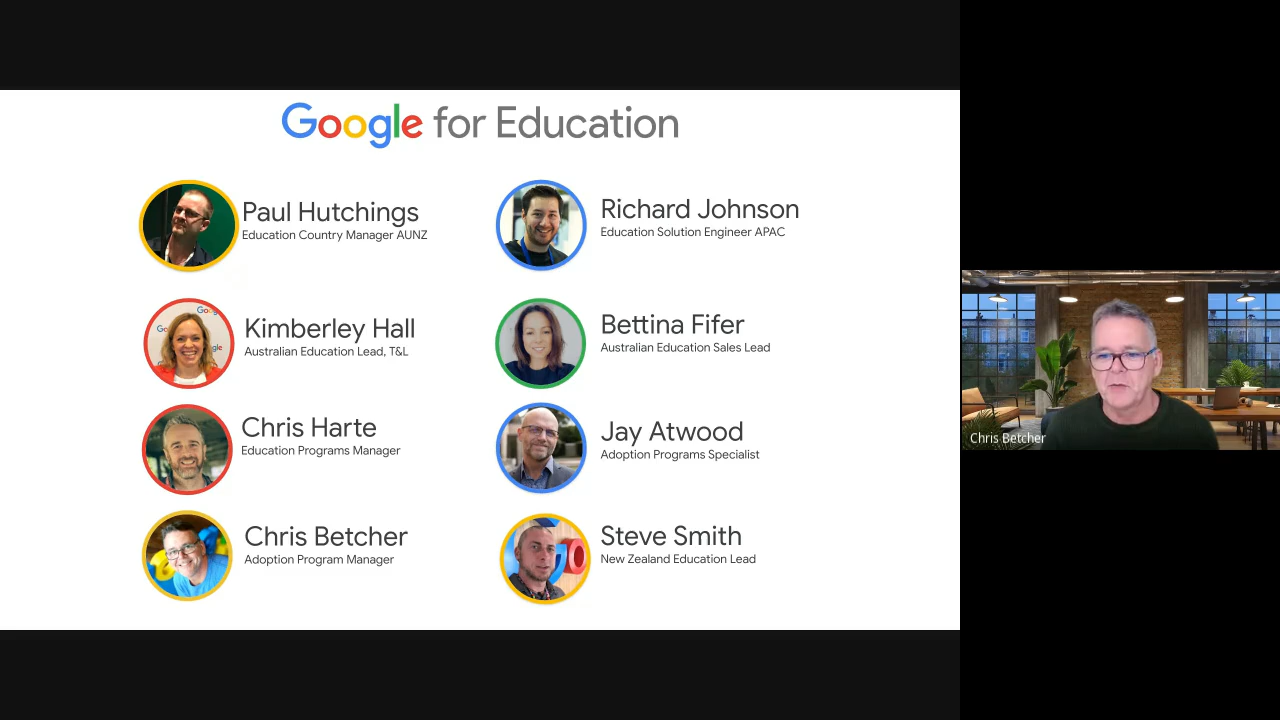 Google for Education
Paul Hutchings
Education Country Manager AUNZ
Richard Johnson
Education Solution Engineer APAC
Kimberley Hall
Australian Education Lead, T&L
Bettina Fifer
Australian Education Sales Lead
Chris Harte
Education Programs Manager
Jay Atwood
Adoption Programs Specialist
Chris Betcher
Adoption Program Manager
Steve Smith
New Zealand Education Lead
Chris Betcher